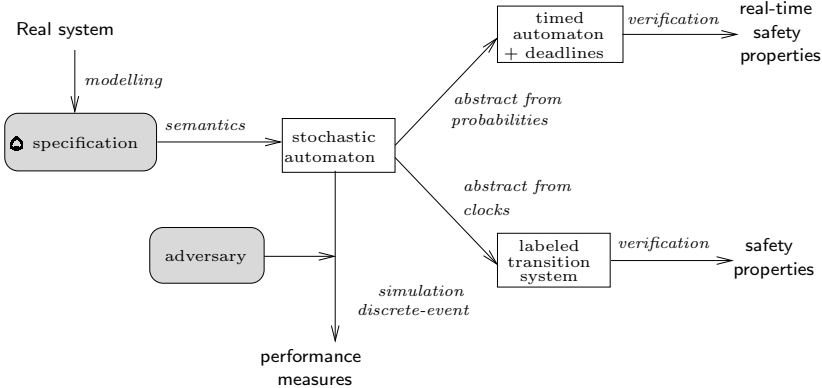 Real system
modelling
specification
semantics
stochastic
automaton
adversary
simulation
discrete-event
performance
measures
abstract from
probabilities
timed
automaton
+ deadlines
verification
real-time
safety
properties
abstract from
clocks
labeled
transition
system
verification
safety
properties